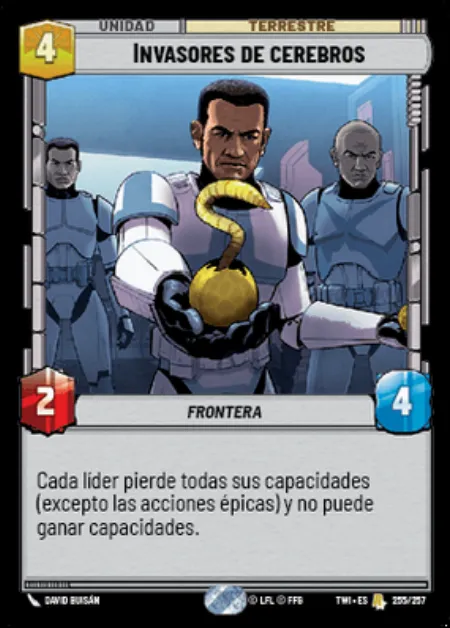 UNIDAD
TERRESTRE
4
INVASORES DE CEREBROS
2
FRONTERA
4
Cada líder pierde todas sus capacidades
(excepto las acciones épicas) y no puede
ganar capacidades.
DAVID BUISÁN
© LFL ® FFG
TWI • ES
255/257